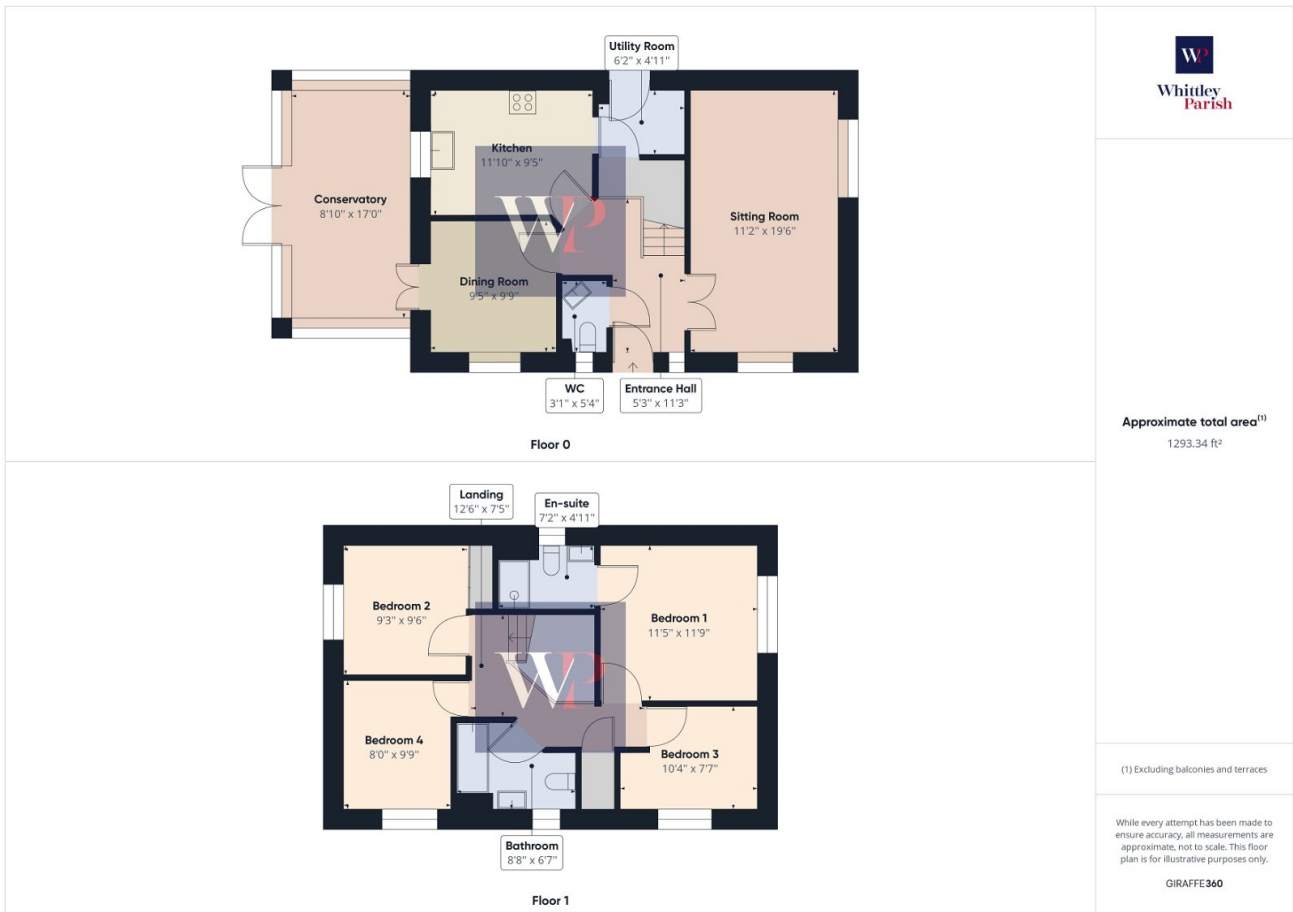 Utility Room
6'2" x 4'11"
Kitchen
11'10" x 9'5"
Conservatory
8'10" x 17'0"
Sitting Room
11'2" x 19'6"
Dining Room
9'5" x 9'9"
WP
WC
3'1" x 5'4"
Entrance Hall
5'3" x 11'3"
Floor 0
Landing
12'6" x 7'5"
En-suite
7'2" x 4'11"
Bedroom 2
9'3" x 9'6"
Bedroom 1
11'5" x 11'9"
WP
Bedroom 4
8'0" x 9'9"
Bedroom 3
10'4" x 7'7"
Bathroom
8'8" x 6'7"
Floor 1
WP
Whittley
Parish
Approximate total area(1)
1293.34 ft²
(1) Excluding balconies and terraces
While every attempt has been made to
ensure accuracy, all measurements are
approximate, not to scale. This floor
plan is for illustrative purposes only.
GIRAFFE360